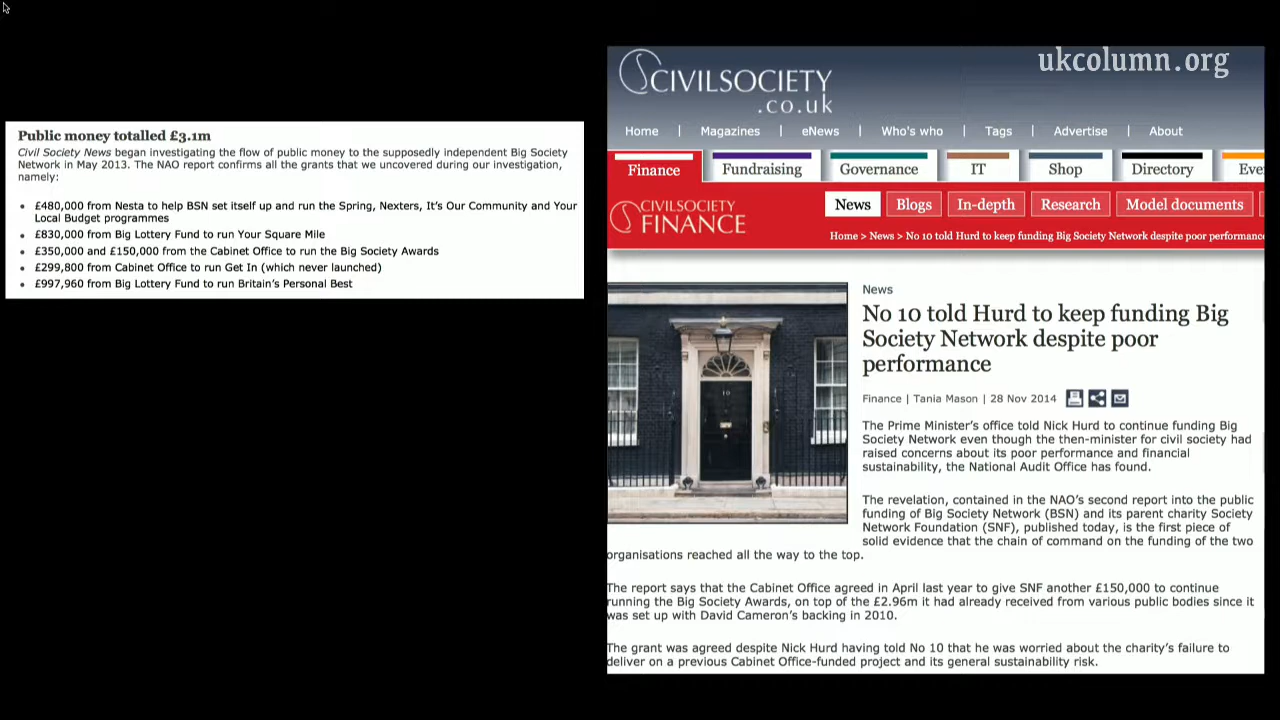 Public money totalled £3.1m
Civil Society News began investigating the flow of public money to the supposedly independent Big Society
Network in May 2013. The NAO report confirms all the grants that we uncovered during our investigation,
namely:
• £480,000 from Nesta to help BSN set itself up and run the Spring, Nexters, It's Our Community and Your
Local Budget programmes
• £830,000 from Big Lottery Fund to run Your Square Mile
• £350,000 and £150,000 from the Cabinet Office to run the Big Society Awards
• £299,800 from Cabinet Office to run Get In (which never launched)
• £997,960 from Big Lottery Fund to run Britain's Personal Best
ukcolumn.org
CIVILSOCIETY
.co.uk
Home | Magazines | eNews | Who's who | Tags | Advertise | About
Finance Fundraising Governance IT Shop Directory Eve
CIVILSOCIETY
FINANCE
News Blogs In-depth Research Model documents
Home > News > No 10 told Hurd to keep funding Big Society Network despite poor performance
News
No 10 told Hurd to keep funding Big
Society Network despite poor
performance
Finance | Tania Mason | 28 Nov 2014
The Prime Minister's office told Nick Hurd to continue funding Big
Society Network even though the then-minister for civil society had
raised concerns about its poor performance and financial
sustainability, the National Audit Office has found.
The revelation, contained in the NAO's second report into the public
funding of Big Society Network (BSN) and its parent charity Society
Network Foundation (SNF), published today, is the first piece of
solid evidence that the chain of command on the funding of the two
organisations reached all the way to the top.
The report says that the Cabinet Office agreed in April last year to give SNF another £150,000 to continue
running the Big Society Awards, on top of the £2.96m it had already received from various public bodies since it
was set up with David Cameron's backing in 2010.
The grant was agreed despite Nick Hurd having told No 10 that he was worried about the charity's failure to
deliver on a previous Cabinet Office-funded project and its general sustainability risk.
10